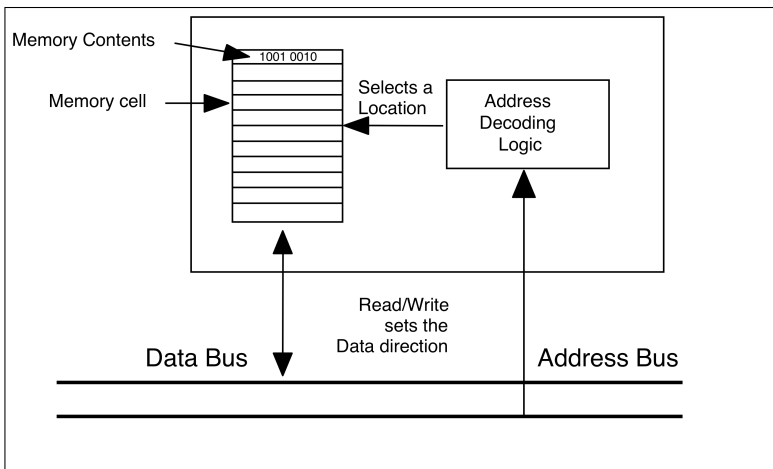 Memory Contents
1001 0010
Memory cell
Selects a
Location
Address
Decoding
Logic
Read/Write
sets the
Data direction
Data Bus
Address Bus